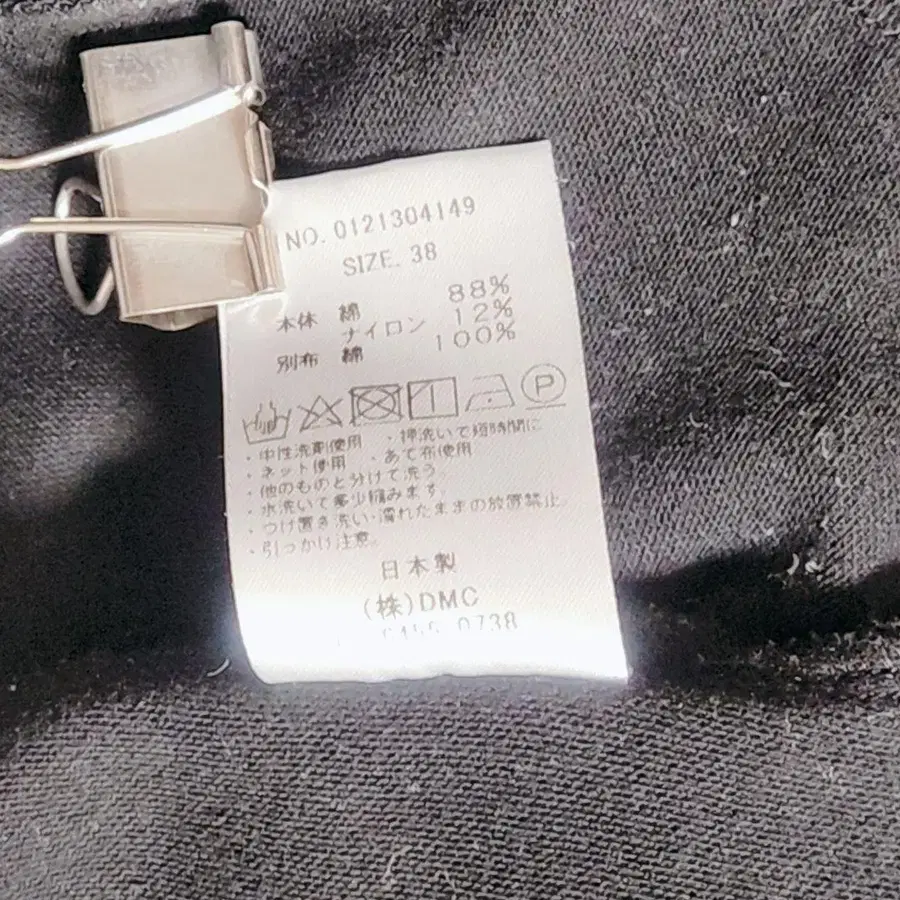 NO. 0121304149
SIZE. 38
本体 綿 88%
ナイロン 12%
別布 綿 100%
P
・中性洗剤使用 ・押洗いで短時間に
・ネット使用 ・あて布使用
・他のものと分けて洗う。
・水洗いで多少縮みます。
・つけ置き洗い・濡れたままの放置禁止。
・引っかけ注意。
日本製
(株)DMC
0738